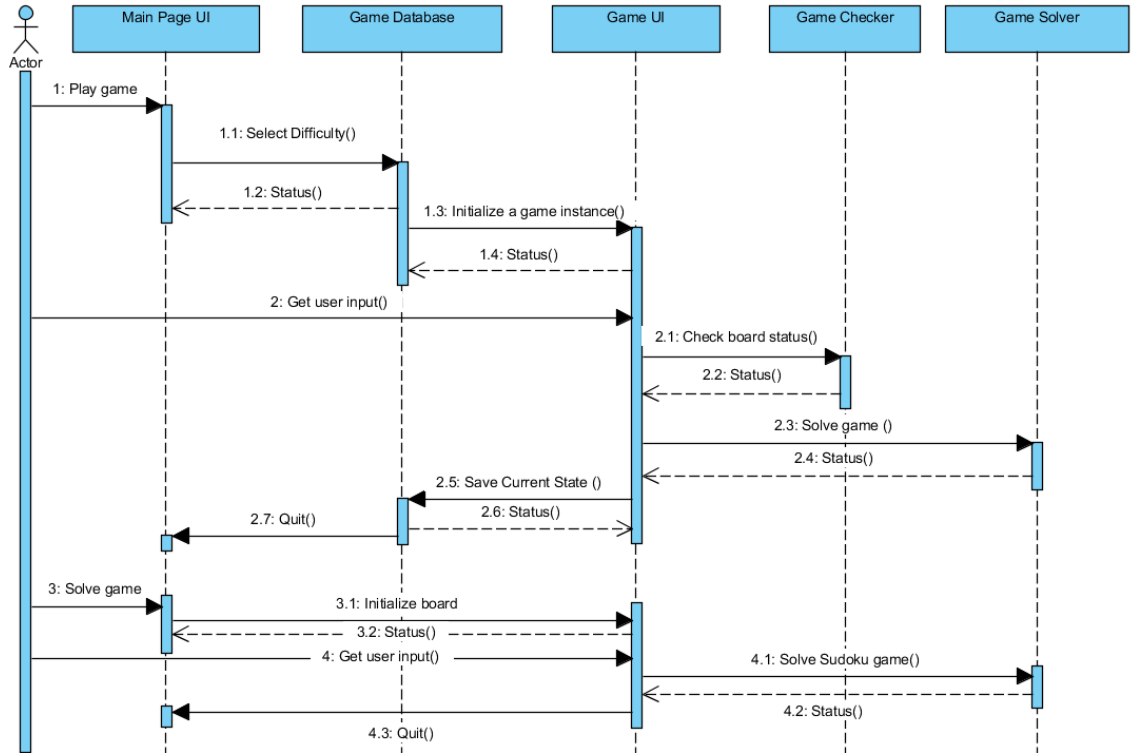 Main Page UI
Game Database
Game UI
Game Checker
Game Solver
Actor
1: Play game
1.1: Select Difficulty()
1.2: Status()
1.3: Initialize a game instance()
1.4: Status()
2: Get user input()
2.1: Check board status()
2.2: Status()
2.3: Solve game ()
2.4: Status()
2.5: Save Current State ()
2.6: Status()
2.7: Quit()
3: Solve game
3.1: Initialize board
3.2: Status()
4: Get user input()
4.1: Solve Sudoku game()
4.2: Status()
4.3: Quit()